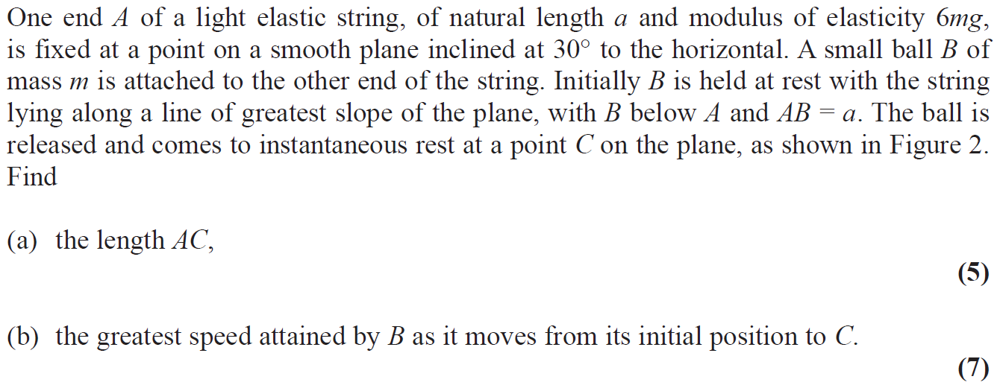 One end A of a light elastic string, of natural length a and modulus of elasticity 6mg,
is fixed at a point on a smooth plane inclined at 30° to the horizontal. A small ball B of
mass m is attached to the other end of the string. Initially B is held at rest with the string
lying along a line of greatest slope of the plane, with B below A and AB = a. The ball is
released and comes to instantaneous rest at a point C on the plane, as shown in Figure 2.
Find
(a) the length AC,
(5)
(b) the greatest speed attained by B as it moves from its initial position to C.
(7)